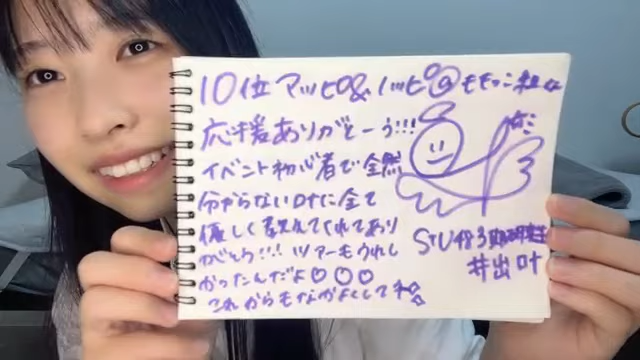 10位 マッピ&ハッピ@ももっこ組
応援ありがとーう!!!
イベント初心者で全然
分からないけに全て
優しく教えてくれてあり
がとう!!! ツアーもうれし
かったんだよ♡♡♡
これからもなかよくしてね
STU48 3期研究生
井出叶